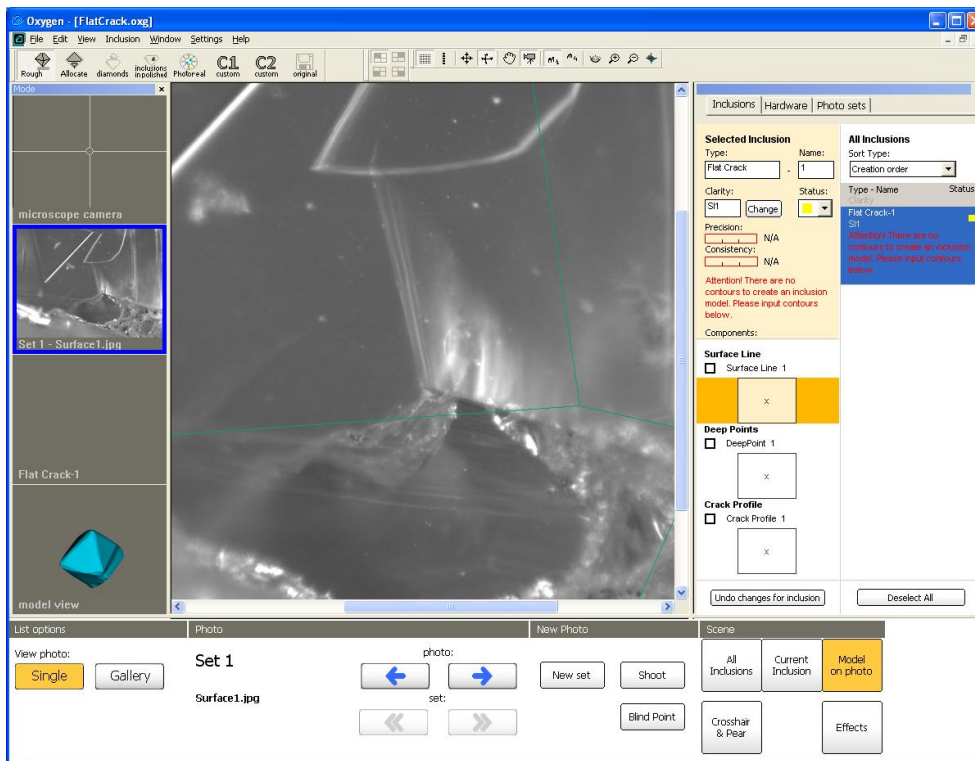 Oxygen - [FlatCrack.oxg]
File Edit View Inclusion Window Settings Help
Rough Allocate diamonds inclusions in polished Photoreal C1 custom C2 custom original
Mode
microscope camera
Set 1 - Surface1.jpg
Flat Crack-1
model view
Inclusions Hardware Photo sets
Selected Inclusion
Type: Name:
Flat Crack - 1
Clarity: Status:
SI1 Change
Precision:
N/A
Consistency:
N/A
Attention! There are no
contours to create an inclusion
model. Please input contours
below.
Components:
Surface Line
Surface Line 1
x
Deep Points
DeepPoint 1
x
Crack Profile
Crack Profile 1
x
Undo changes for inclusion
All Inclusions
Sort Type:
Creation order
Type - Name Status
Clarity
Flat Crack-1
SI1
Attention! There are no
contours to create an inclusion
model. Please input contours
below.
Deselect All
List options
View photo:
Single Gallery
Photo
Set 1
Surface1.jpg
photo:
set:
New Photo
New set Shoot
Blind Point
Scene
All Inclusions
Current Inclusion
Model on photo
Crosshair & Pear
Effects